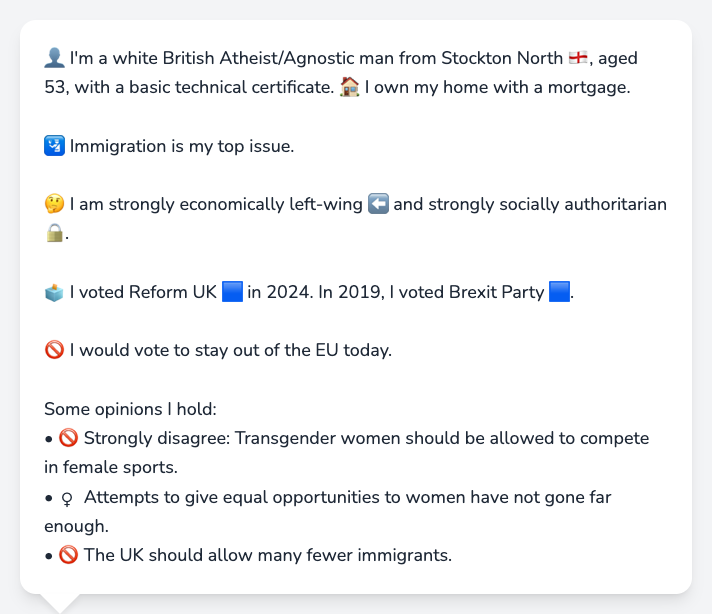 👤 I'm a white British Atheist/Agnostic man from Stockton North 🏴󠁧󠁢󠁥󠁮󠁧󠁿, aged
53, with a basic technical certificate. 🏠 I own my home with a mortgage.
🛂 Immigration is my top issue.
🤔 I am strongly economically left-wing ⬅️ and strongly socially authoritarian
🔒.
🗳️ I voted Reform UK 🟦 in 2024. In 2019, I voted Brexit Party 🟦.
🚫 I would vote to stay out of the EU today.
Some opinions I hold:
• 🚫 Strongly disagree: Transgender women should be allowed to compete
in female sports.
• ♀ Attempts to give equal opportunities to women have not gone far
enough.
• 🚫 The UK should allow many fewer immigrants.